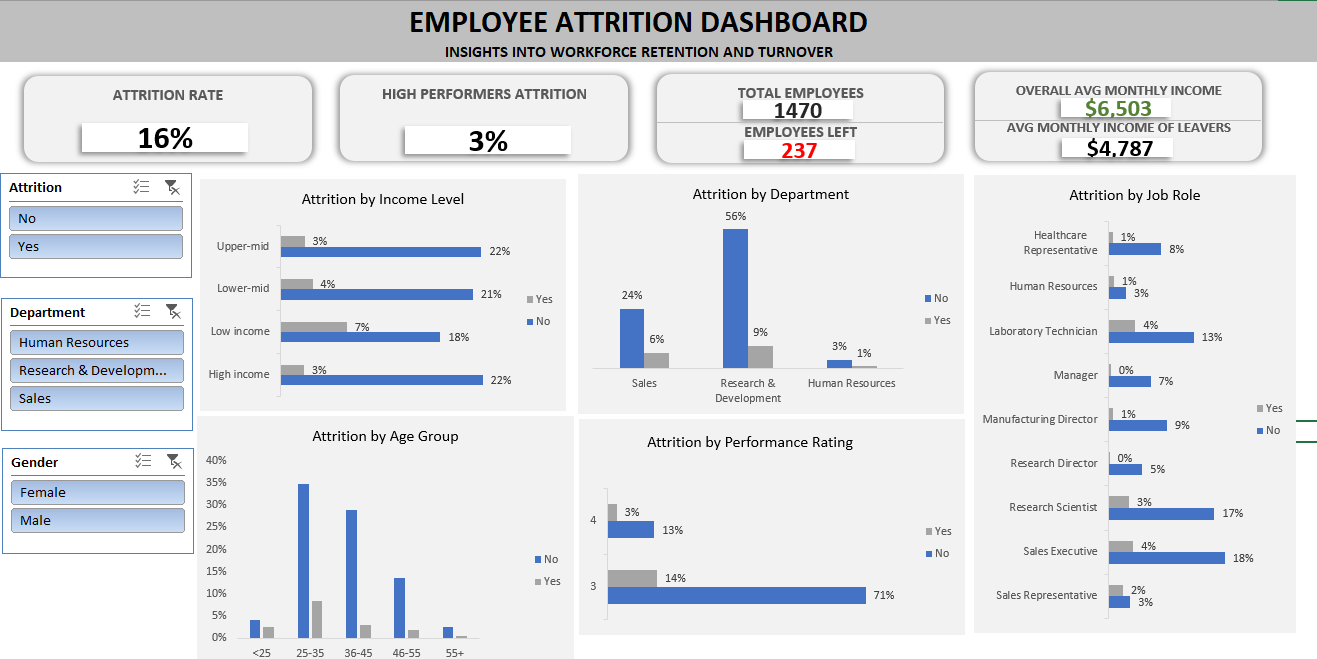 EMPLOYEE ATTRITION DASHBOARD
INSIGHTS INTO WORKFORCE RETENTION AND TURNOVER
ATTRITION RATE
16%
HIGH PERFORMERS ATTRITION
3%
TOTAL EMPLOYEES
1470
EMPLOYEES LEFT
237
OVERALL AVG MONTHLY INCOME
$6,503
AVG MONTHLY INCOME OF LEAVERS
$4,787
Attrition
No
Yes
Department
Human Resources
Research & Developm...
Sales
Gender
Female
Male
Attrition by Income Level
Upper-mid
3%
22%
Lower-mid
4%
21%
Low income
7%
18%
High income
3%
22%
Yes
No
Attrition by Department
24%
6%
56%
9%
3%
1%
Sales
Research &
Development
Human Resources
No
Yes
Attrition by Job Role
Healthcare
Representative
1%
8%
Human Resources
1%
3%
Laboratory Technician
4%
13%
Manager
0%
7%
Manufacturing Director
1%
9%
Research Director
0%
5%
Research Scientist
3%
17%
Sales Executive
4%
18%
Sales Representative
2%
3%
Yes
No
Attrition by Age Group
40%
35%
30%
25%
20%
15%
10%
5%
0%
<25
25-35
36-45
46-55
55+
No
Yes
Attrition by Performance Rating
4
3%
13%
3
14%
71%
Yes
No